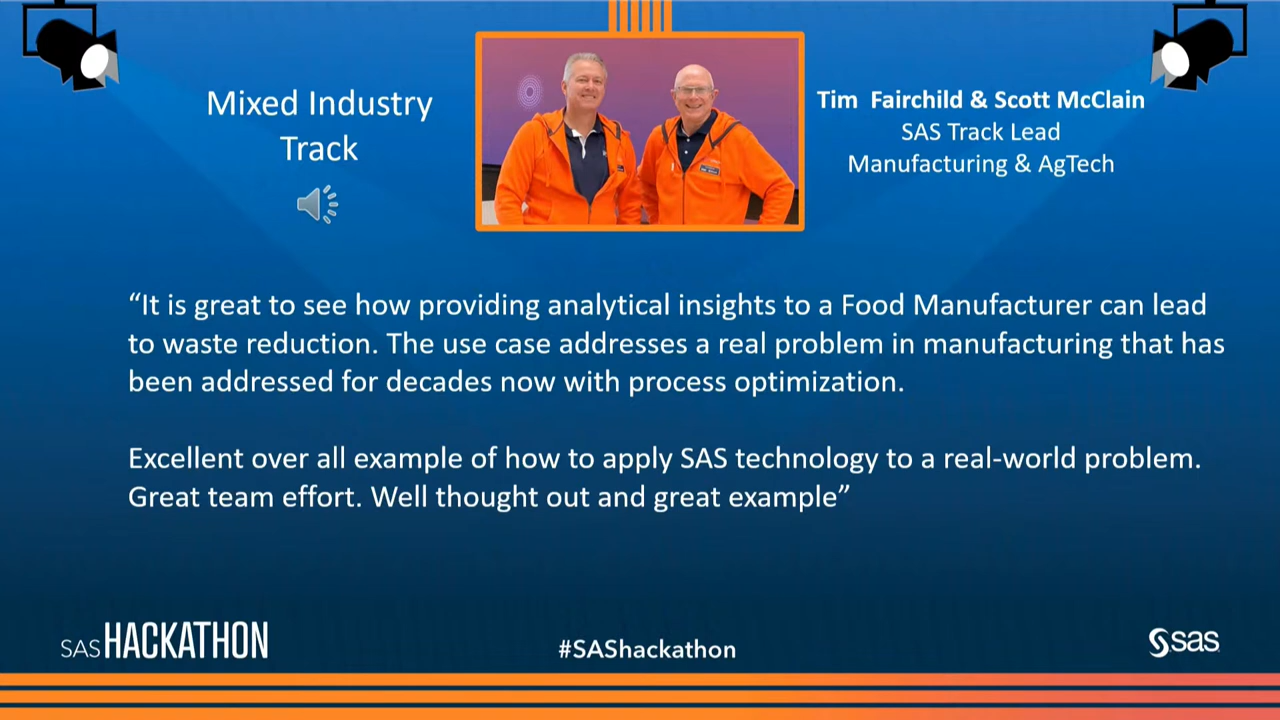 Mixed Industry
Track
Tim  Fairchild & Scott McClain
SAS Track Lead
Manufacturing & AgTech
“It is great to see how providing analytical insights to a Food Manufacturer can lead
to waste reduction. The use case addresses a real problem in manufacturing that has
been addressed for decades now with process optimization.
Excellent over all example of how to apply SAS technology to a real-world problem.
Great team effort. Well thought out and great example”
SAS HACKATHON
#SAShackathon
sas